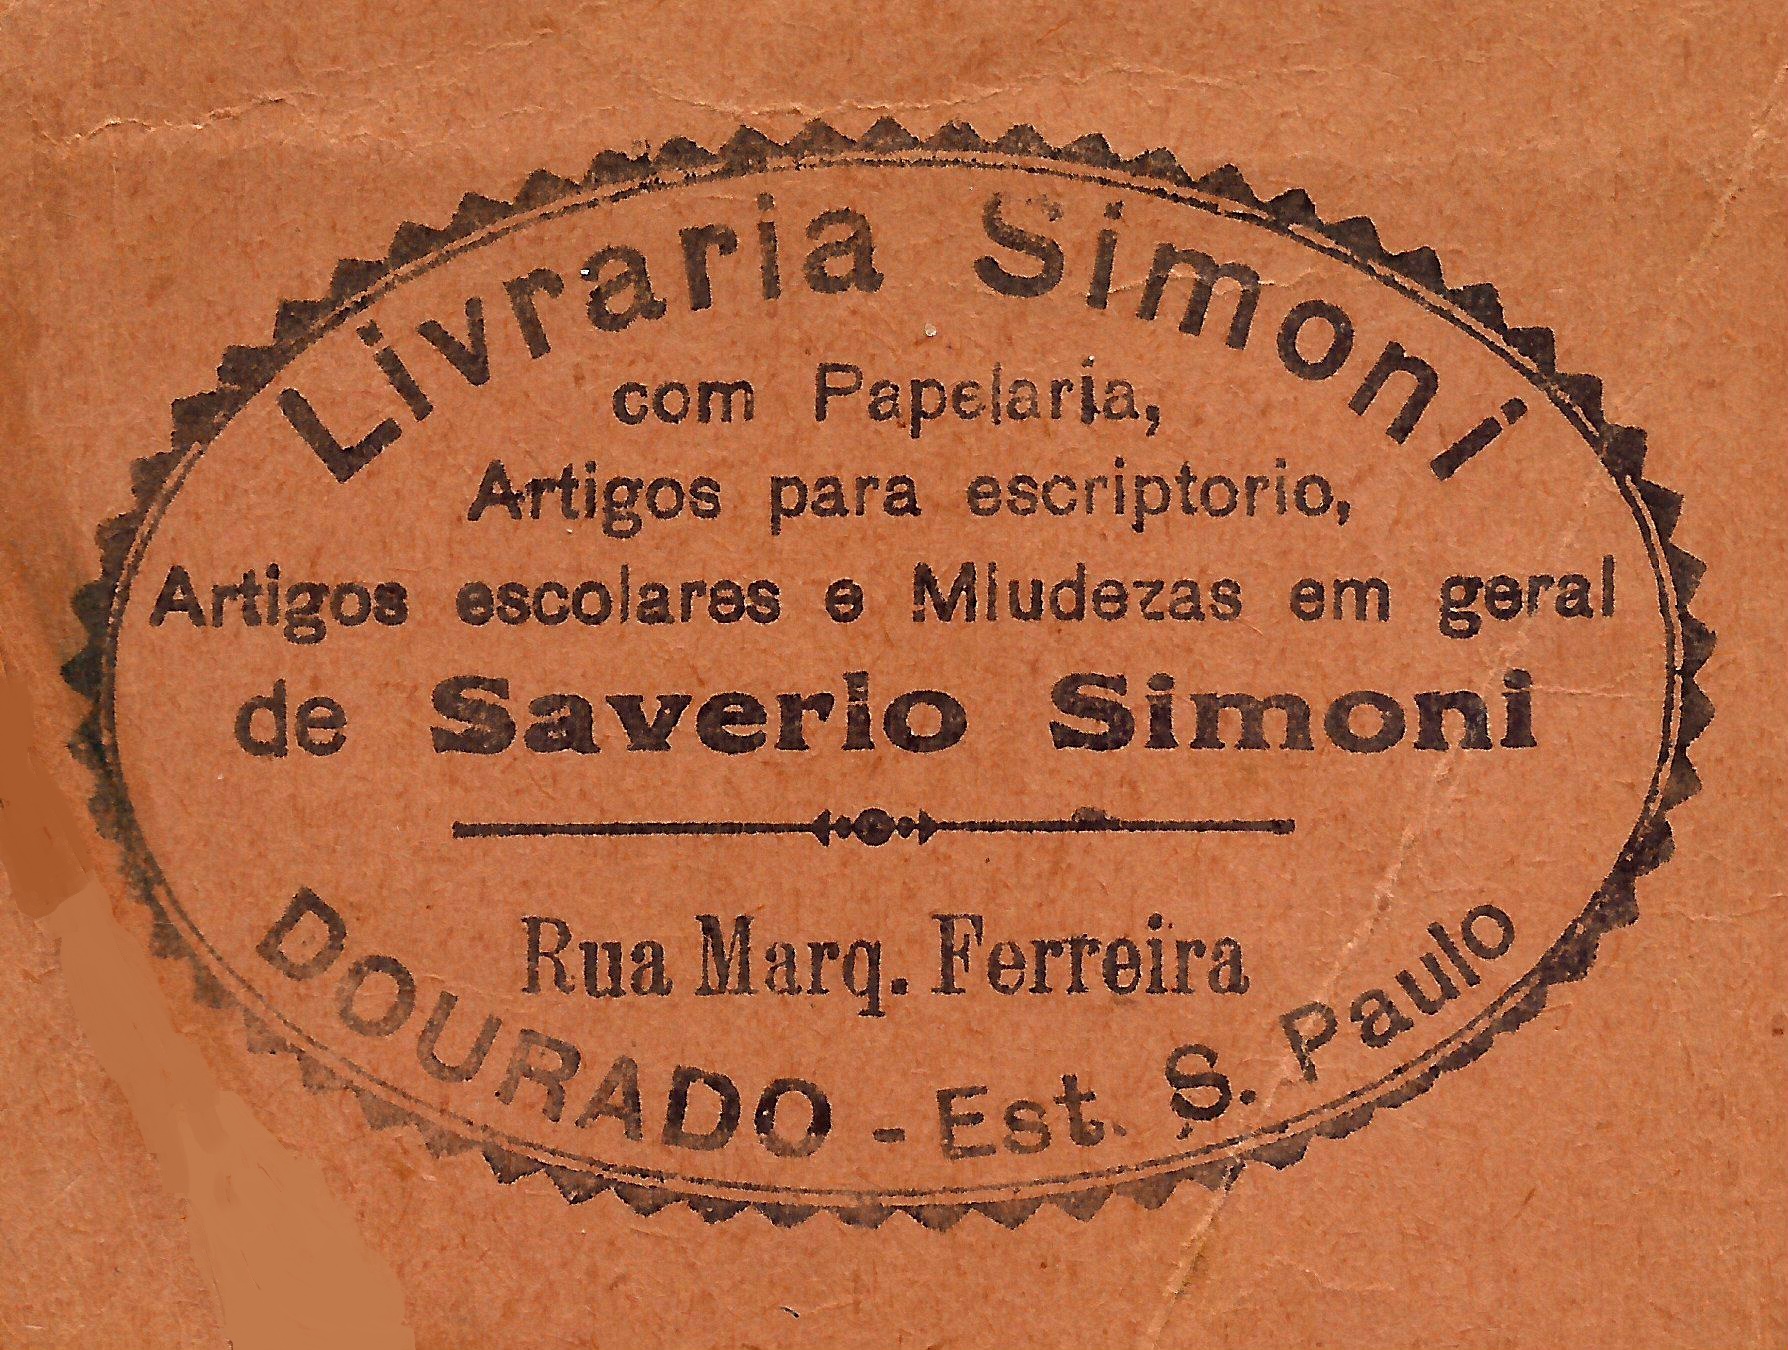 Livraria Simoni
com Papelaria,
Artigos para escriptorio,
Artigos escolares e Miudezas em geral
de Saverio Simoni
Rua Marq. Ferreira
DOURADO - Est. S. Paulo